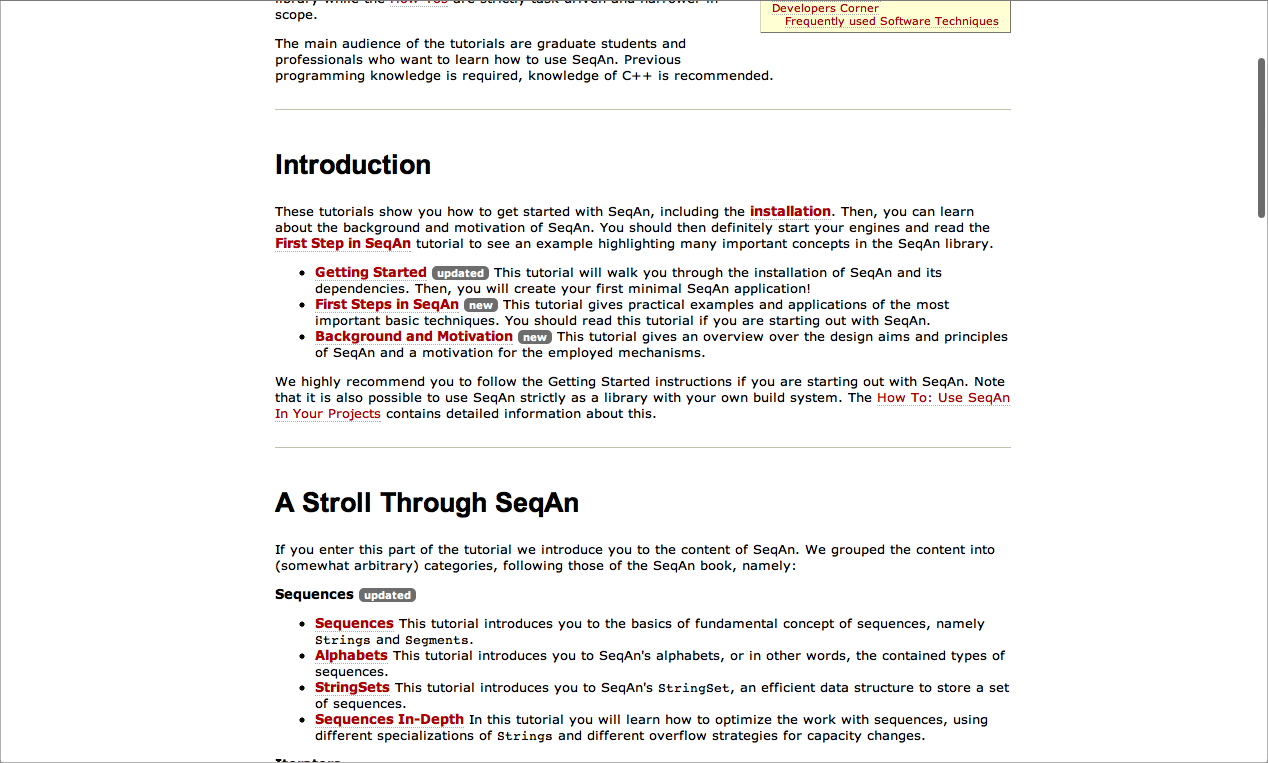 library while the How-Tos are strictly task-driven and narrower in
scope.
Developers Corner
Frequently used Software Techniques
The main audience of the tutorials are graduate students and
professionals who want to learn how to use SeqAn. Previous
programming knowledge is required, knowledge of C++ is recommended.
Introduction
These tutorials show you how to get started with SeqAn, including the installation. Then, you can learn
about the background and motivation of SeqAn. You should then definitely start your engines and read the
First Step in SeqAn tutorial to see an example highlighting many important concepts in the SeqAn library.
• Getting Started updated This tutorial will walk you through the installation of SeqAn and its
dependencies. Then, you will create your first minimal SeqAn application!
• First Steps in SeqAn new This tutorial gives practical examples and applications of the most
important basic techniques. You should read this tutorial if you are starting out with SeqAn.
• Background and Motivation new This tutorial gives an overview over the design aims and principles
of SeqAn and a motivation for the employed mechanisms.
We highly recommend you to follow the Getting Started instructions if you are starting out with SeqAn. Note
that it is also possible to use SeqAn strictly as a library with your own build system. The How To: Use SeqAn
In Your Projects contains detailed information about this.
A Stroll Through SeqAn
If you enter this part of the tutorial we introduce you to the content of SeqAn. We grouped the content into
(somewhat arbitrary) categories, following those of the SeqAn book, namely:
Sequences updated
• Sequences This tutorial introduces you to the basics of fundamental concept of sequences, namely
Strings and Segments.
• Alphabets This tutorial introduces you to SeqAn's alphabets, or in other words, the contained types of
sequences.
• StringSets This tutorial introduces you to SeqAn's StringSet, an efficient data structure to store a set
of sequences.
• Sequences In-Depth In this tutorial you will learn how to optimize the work with sequences, using
different specializations of Strings and different overflow strategies for capacity changes.
Iterators